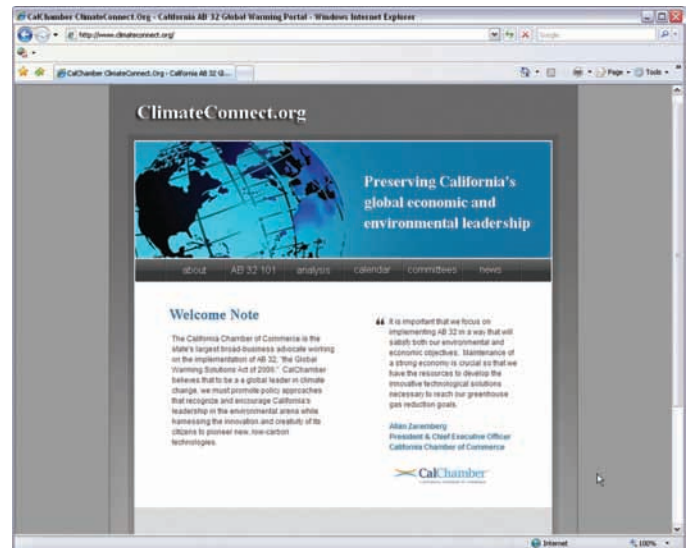 CalChamber ClimateConnect.Org - California AB 32 Global Warming Portal - Windows Internet Explorer
http://www.climateconnect.org/
Google
CalChamber ClimateConnect.Org - California AB 32 G...
Page
Tools
ClimateConnect.org
Preserving California's
global economic and
environmental leadership
about AB 32 101 analysis calendar committees news
Welcome Note
The California Chamber of Commerce is the
state's largest broad-business advocate working
on the implementation of AB 32, "the Global
Warming Solutions Act of 2006." CalChamber
believes that to be a a global leader in climate
change, we must promote policy approaches
that recognize and encourage California's
leadership in the environmental arena while
harnessing the innovation and creativity of its
citizens to pioneer new, low-carbon
technologies.
“ It is important that we focus on
implementing AB 32 in a way that will
satisfy both our environmental and
economic objectives. Maintenance of
a strong economy is crucial so that we
have the resources to develop the
innovative technological solutions
necessary to reach our greenhouse
gas reduction goals.
Allan Zaremberg
President & Chief Executive Officer
California Chamber of Commerce
CalChamber
Internet
100%